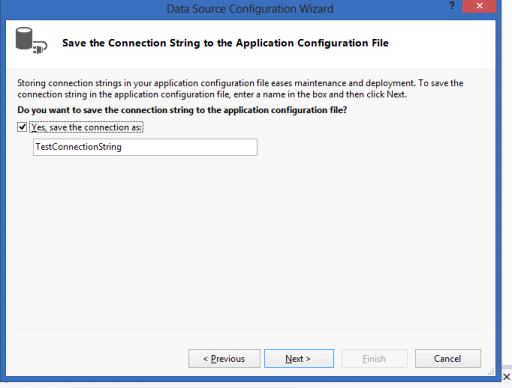 Data Source Configuration Wizard
?
Save the Connection String to the Application Configuration File
Storing connection strings in your application configuration file eases maintenance and deployment. To save the
connection string in the application configuration file, enter a name in the box and then click Next.
Do you want to save the connection string to the application configuration file?
Yes, save the connection as:
TestConnectionString
< Previous
Next >
Finish
Cancel